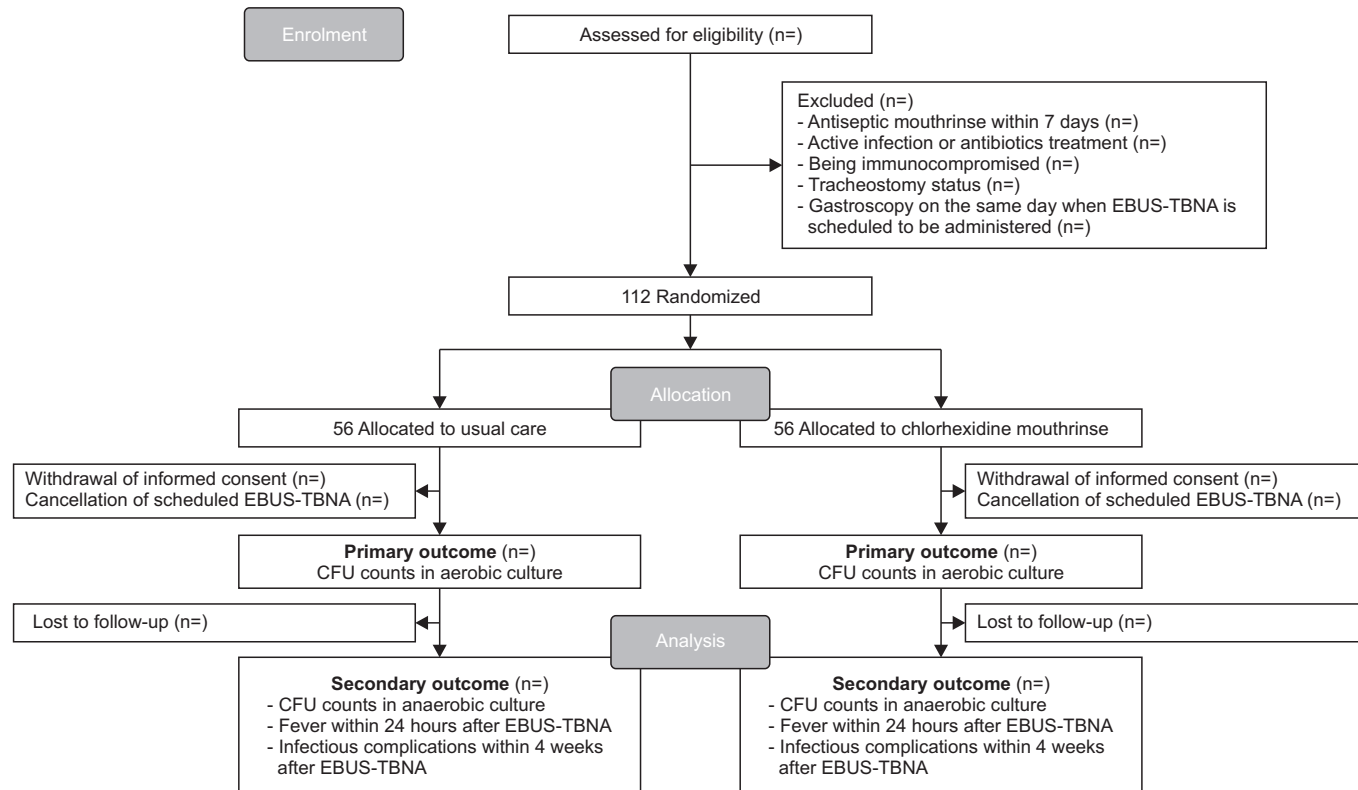 Enrolment
Assessed for eligibility (n=)
Excluded (n=)
- Antiseptic mouthrinse within 7 days (n=)
- Active infection or antibiotics treatment (n=)
- Being immunocompromised (n=)
- Tracheostomy status (n=)
- Gastroscopy on the same day when EBUS-TBNA is
scheduled to be administered (n=)
112 Randomized
Allocation
56 Allocated to usual care
56 Allocated to chlorhexidine mouthrinse
Withdrawal of informed consent (n=)
Cancellation of scheduled EBUS-TBNA (n=)
Withdrawal of informed consent (n=)
Cancellation of scheduled EBUS-TBNA (n=)
Primary outcome (n=)
CFU counts in aerobic culture
Primary outcome (n=)
CFU counts in aerobic culture
Lost to follow-up (n=)
Lost to follow-up (n=)
Analysis
Secondary outcome (n=)
- CFU counts in anaerobic culture
- Fever within 24 hours after EBUS-TBNA
- Infectious complications within 4 weeks
after EBUS-TBNA
Secondary outcome (n=)
- CFU counts in anaerobic culture
- Fever within 24 hours after EBUS-TBNA
- Infectious complications within 4 weeks
after EBUS-TBNA